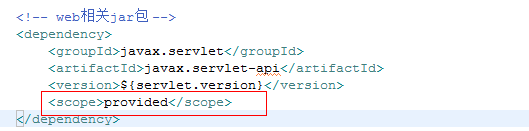 <!-- web相关jar包 -->
<dependency>
<groupId>javax.servlet</groupId>
<artifactId>javax.servlet-api</artifactId>
<version>${servlet.version}</version>
<scope>provided</scope>
</dependency>